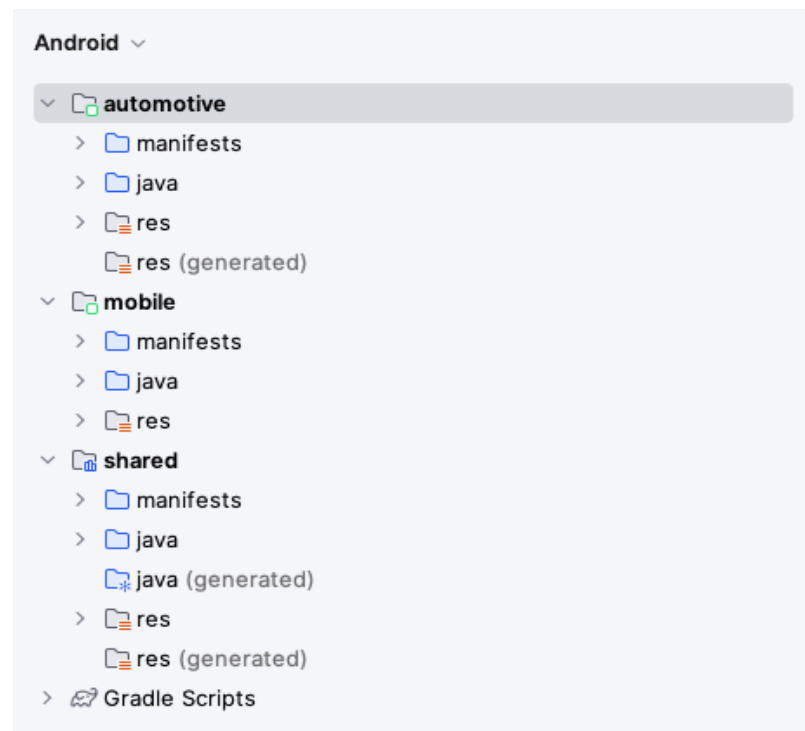 Android
automotive
manifests
java
res
res (generated)
mobile
manifests
java
res
shared
manifests
java
java (generated)
res
res (generated)
Gradle Scripts